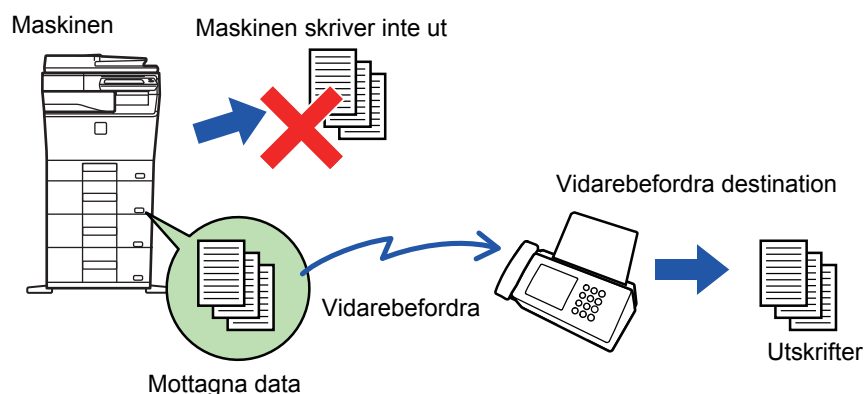 Maskinen
Maskinen skriver inte ut
Vidarebefordra destination
Vidarebefordra
Utskrifter
Mottagna data